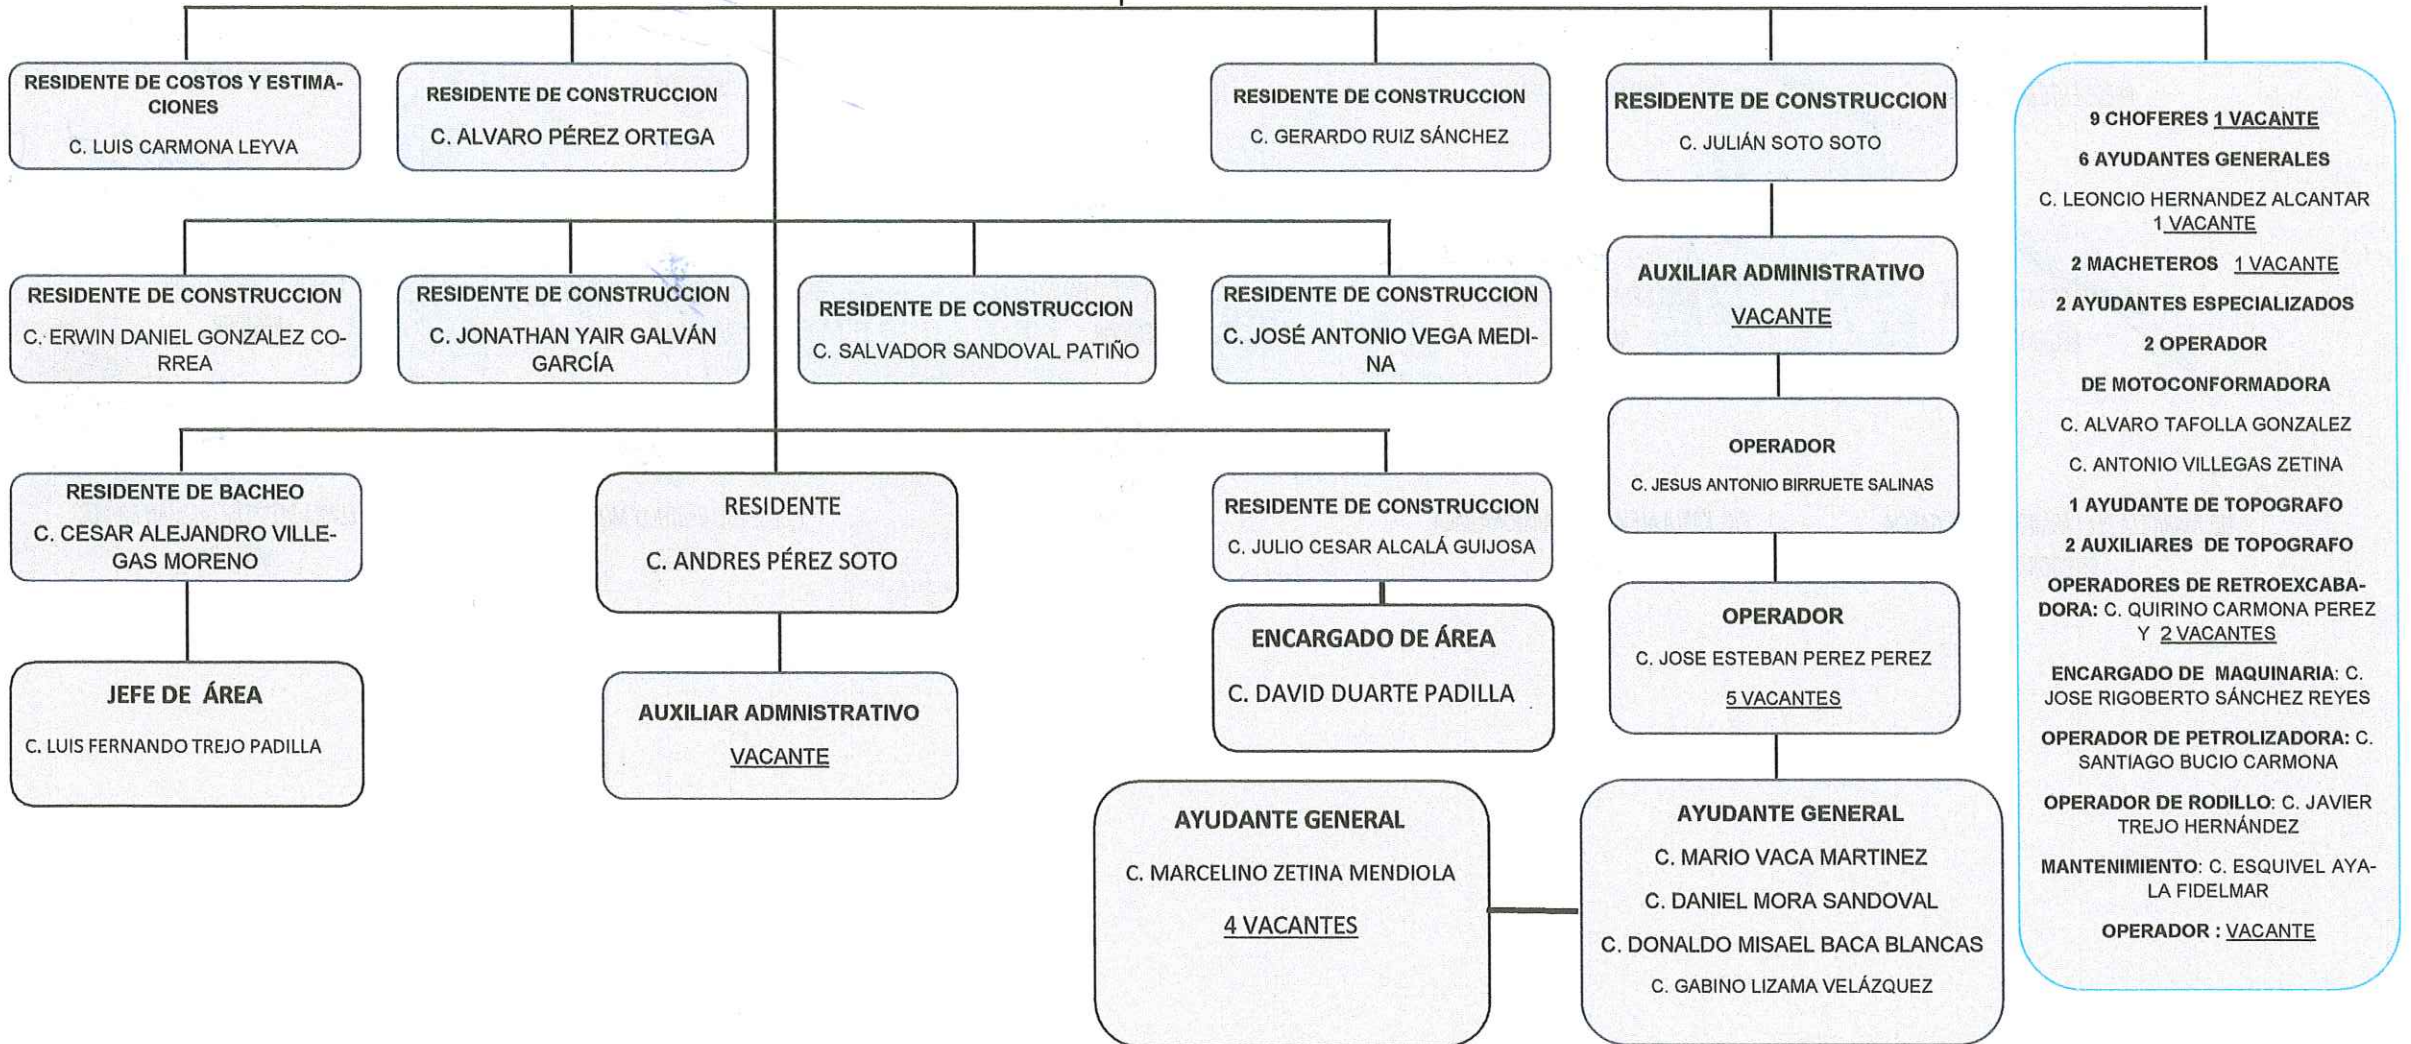 RESIDENTE DE COSTOS Y ESTIMA-
CIONES
C. LUIS CARMONA LEYVA
RESIDENTE DE CONSTRUCCION
C. ALVARO PÉREZ ORTEGA
RESIDENTE DE CONSTRUCCION
C. GERARDO RUIZ SÁNCHEZ
RESIDENTE DE CONSTRUCCION
C. JULIÁN SOTO SOTO
RESIDENTE DE CONSTRUCCION
C. ERWIN DANIEL GONZALEZ CO-
RREA
RESIDENTE DE CONSTRUCCION
C. JONATHAN YAIR GALVÁN
GARCÍA
RESIDENTE DE CONSTRUCCION
C. SALVADOR SANDOVAL PATIÑO
RESIDENTE DE CONSTRUCCION
C. JOSÉ ANTONIO VEGA MEDI-
NA
AUXILIAR ADMINISTRATIVO
VACANTE
OPERADOR
C. JESUS ANTONIO BIRRUETE SALINAS
RESIDENTE DE BACHEO
C. CESAR ALEJANDRO VILLE-
GAS MORENO
RESIDENTE
C. ANDRES PÉREZ SOTO
RESIDENTE DE CONSTRUCCION
C. JULIO CESAR ALCALÁ GUIJOSA
ENCARGADO DE ÁREA
C. DAVID DUARTE PADILLA
OPERADOR
C. JOSE ESTEBAN PEREZ PEREZ
5 VACANTES
JEFE DE ÁREA
C. LUIS FERNANDO TREJO PADILLA
AUXILIAR ADMNISTRATIVO
VACANTE
AYUDANTE GENERAL
C. MARCELINO ZETINA MENDIOLA
4 VACANTES
AYUDANTE GENERAL
C. MARIO VACA MARTINEZ
C. DANIEL MORA SANDOVAL
C. DONALDO MISAEL BACA BLANCAS
C. GABINO LIZAMA VELÁZQUEZ
9 CHOFERES 1 VACANTE
6 AYUDANTES GENERALES
C. LEONCIO HERNANDEZ ALCANTAR
1 VACANTE
2 MACHETEROS 1 VACANTE
2 AYUDANTES ESPECIALIZADOS
2 OPERADOR
DE MOTOCONFORMADORA
C. ALVARO TAFOLLA GONZALEZ
C. ANTONIO VILLEGAS ZETINA
1 AYUDANTE DE TOPOGRAFO
2 AUXILIARES DE TOPOGRAFO
OPERADORES DE RETROEXCABA-
DORA: C. QUIRINO CARMONA PEREZ
Y 2 VACANTES
ENCARGADO DE MAQUINARIA: C.
JOSE RIGOBERTO SÁNCHEZ REYES
OPERADOR DE PETROLIZADORA: C.
SANTIAGO BUCIO CARMONA
OPERADOR DE RODILLO: C. JAVIER
TREJO HERNÁNDEZ
MANTENIMIENTO: C. ESQUIVEL AYA-
LA FIDELMAR
OPERADOR : VACANTE